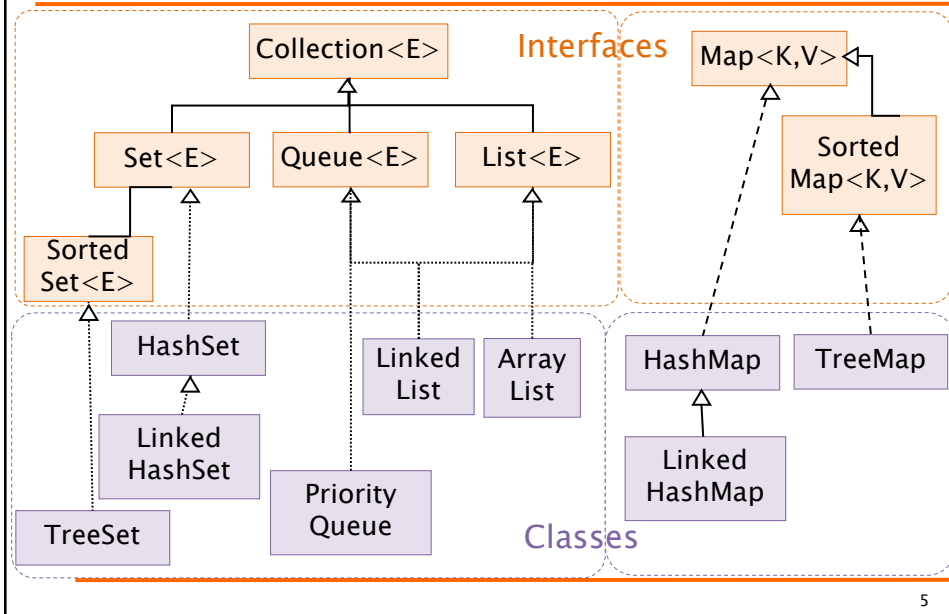 Collection<E>
Interfaces
Map<K,V>
Set<E>
Queue<E>
List<E>
Sorted
Map<K,V>
Sorted
Set<E>
HashSet
Linked
List
Array
List
HashMap
TreeMap
Linked
HashSet
Linked
HashMap
Priority
Queue
TreeSet
Classes
5